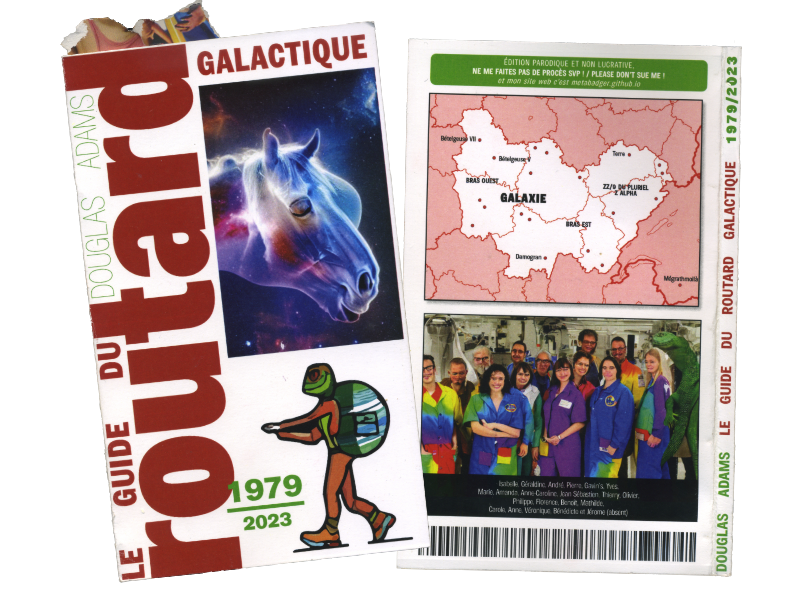 GALACTIQUE
DOUGLAS ADAMS
LE GUIDE DU
routard
1979
2023
ÉDITION PARODIQUE ET NON LUCRATIVE,
NE ME FAITES PAS DE PROCÈS SVP ! / PLEASE DON'T SUE ME !
et mon site web c'est metabadger.github.io
Bételgeuse VII
Bételgeuse V
Terre
BRAS OUEST
ZZ/9 DU PLURIEL
Z ALPHA
GALAXIE
BRAS EST
Damogran
Magrathmoilk
Isabelle, Géraldine, André, Pierre, Gavin's, Yves,
Marie, Amanda, Anne-Caroline, Jean Sébastien, Thierry, Olivier,
Philippe, Florence, Benoit, Mathilde,
Carole, Anne, Véronique, Bénédicte et Jérome (absent)
DOUGLAS ADAMS LE GUIDE DU ROUTARD GALACTIQUE 1979/2023